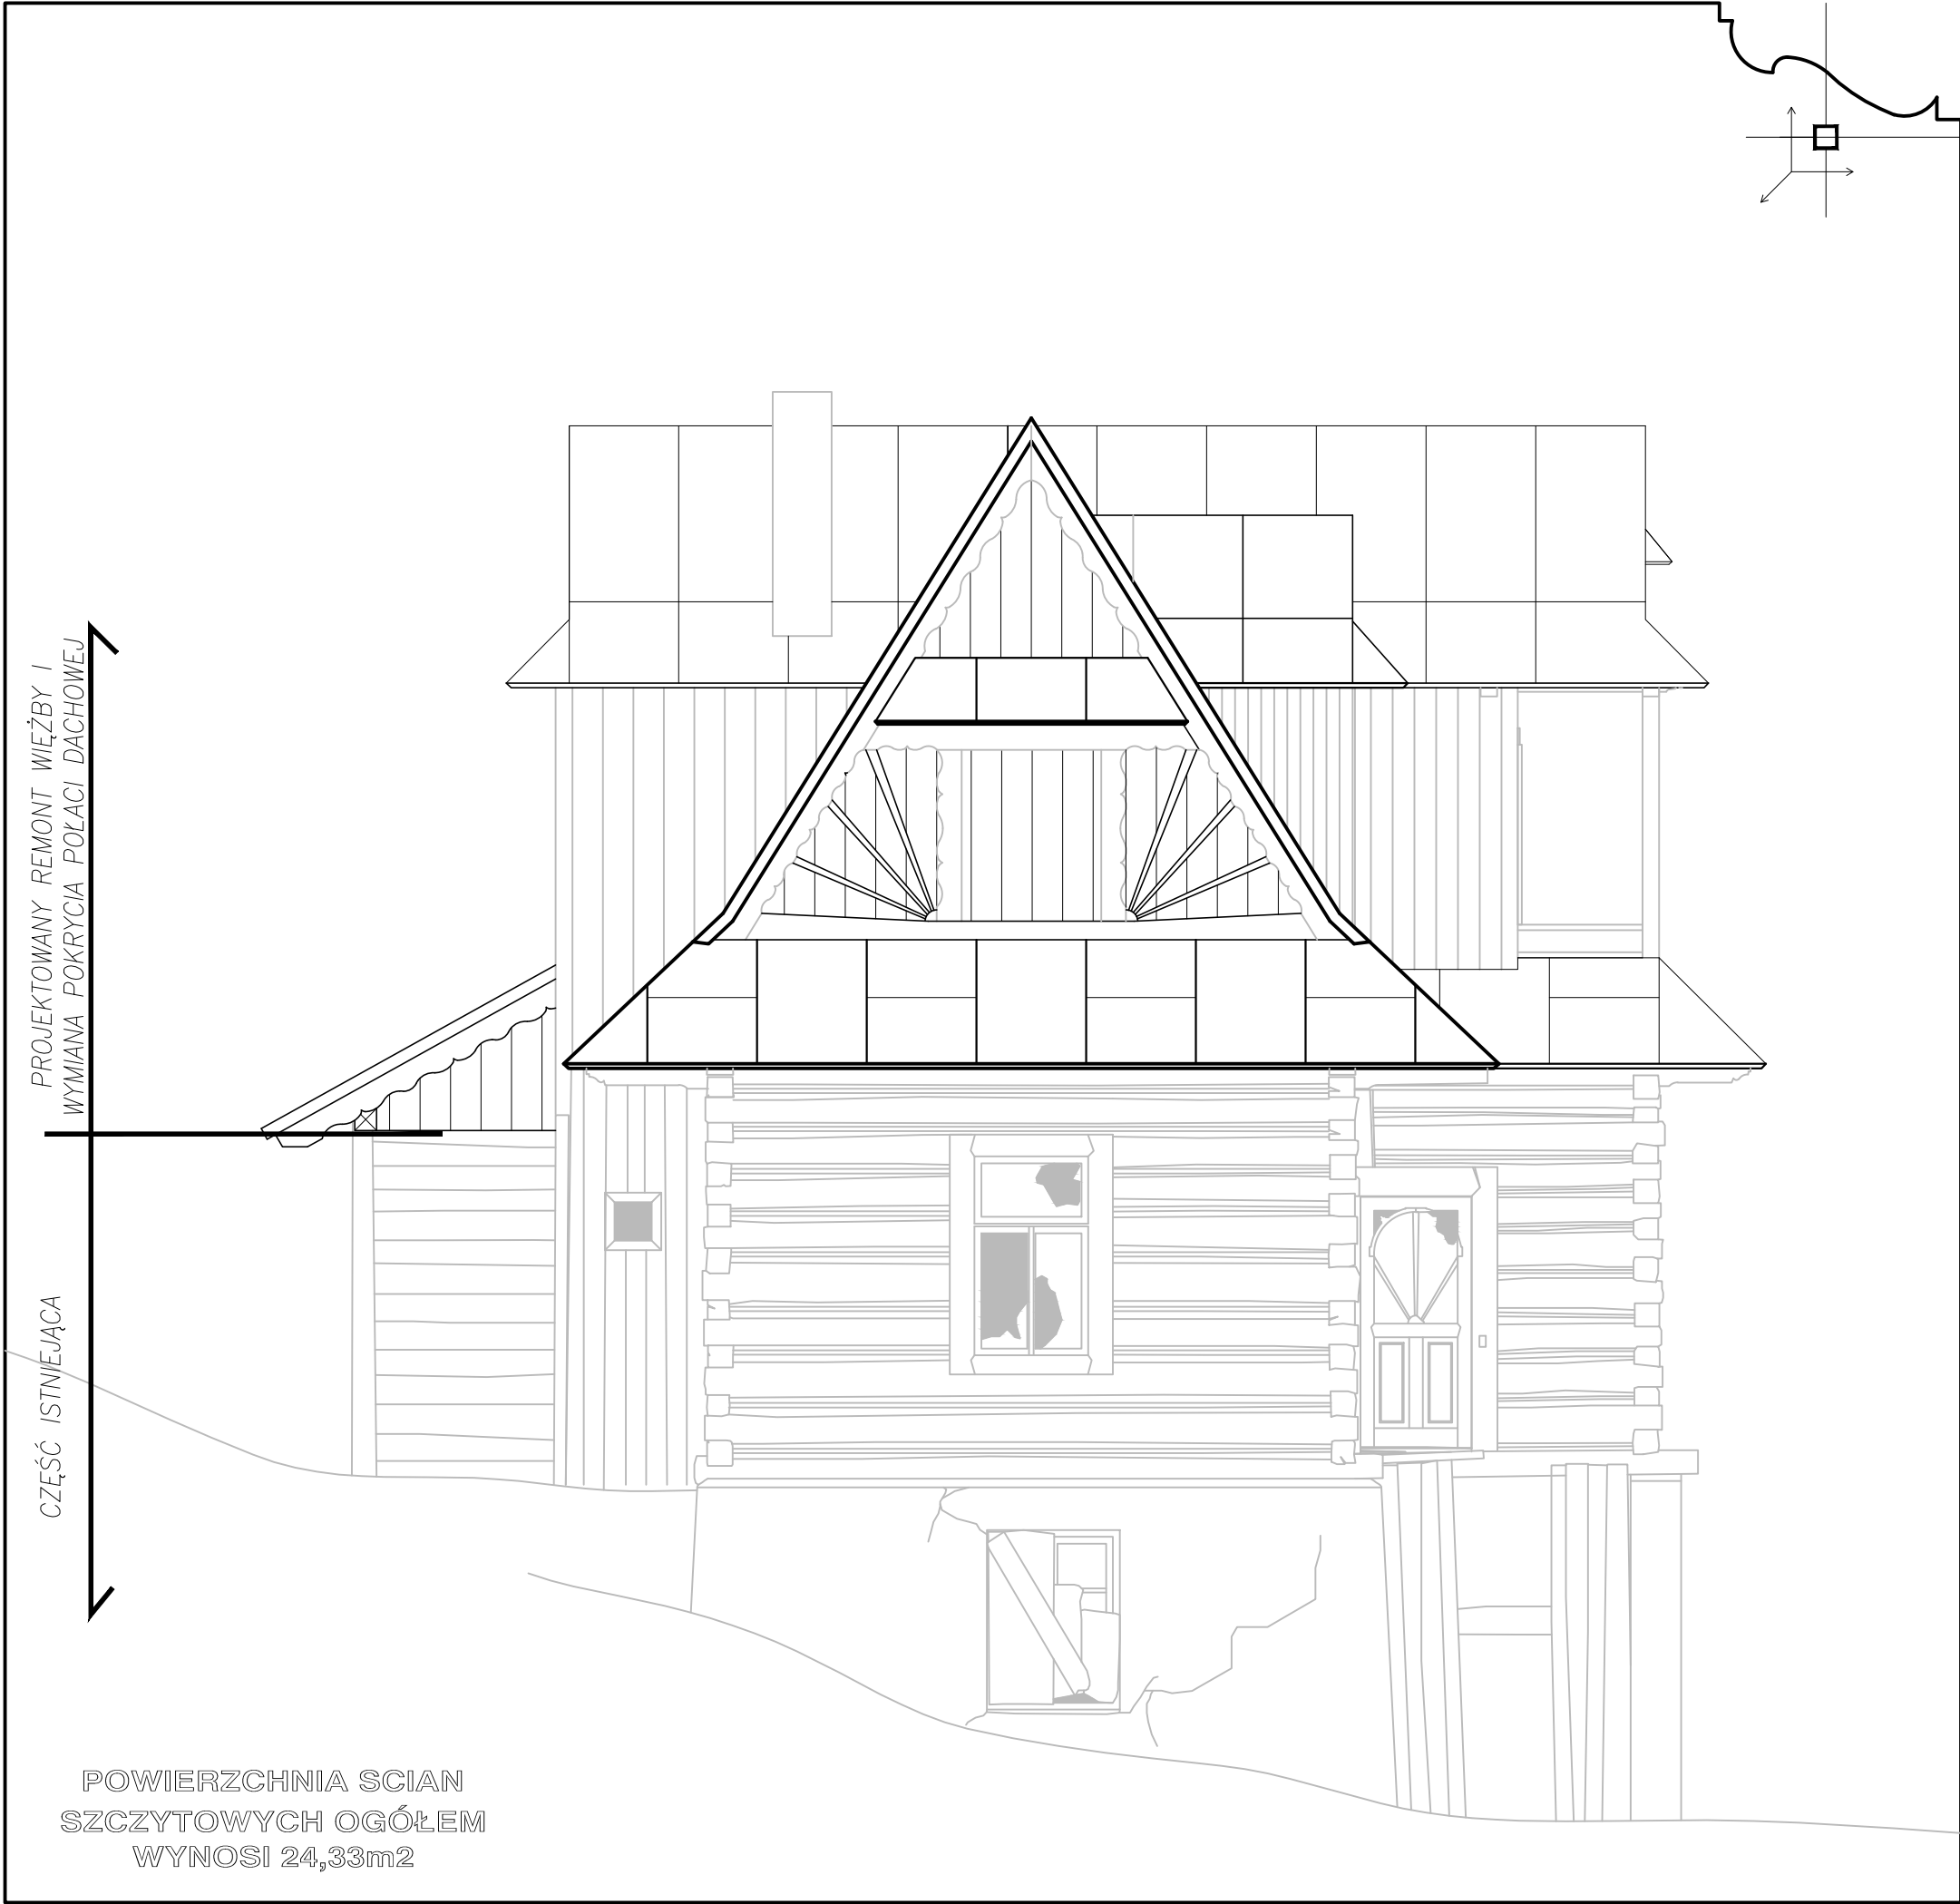 PROJEKTOWANY REMONT WIĘŹBY I
WYMIANA POKRYCIA POŁACI DACHOWEJ
CZĘŚĆ ISTNIEJĄCA
POWIERZCHNIA SCIAN
SZCZYTOWYCH OGÓŁEM
WYNOSI 24,33m2